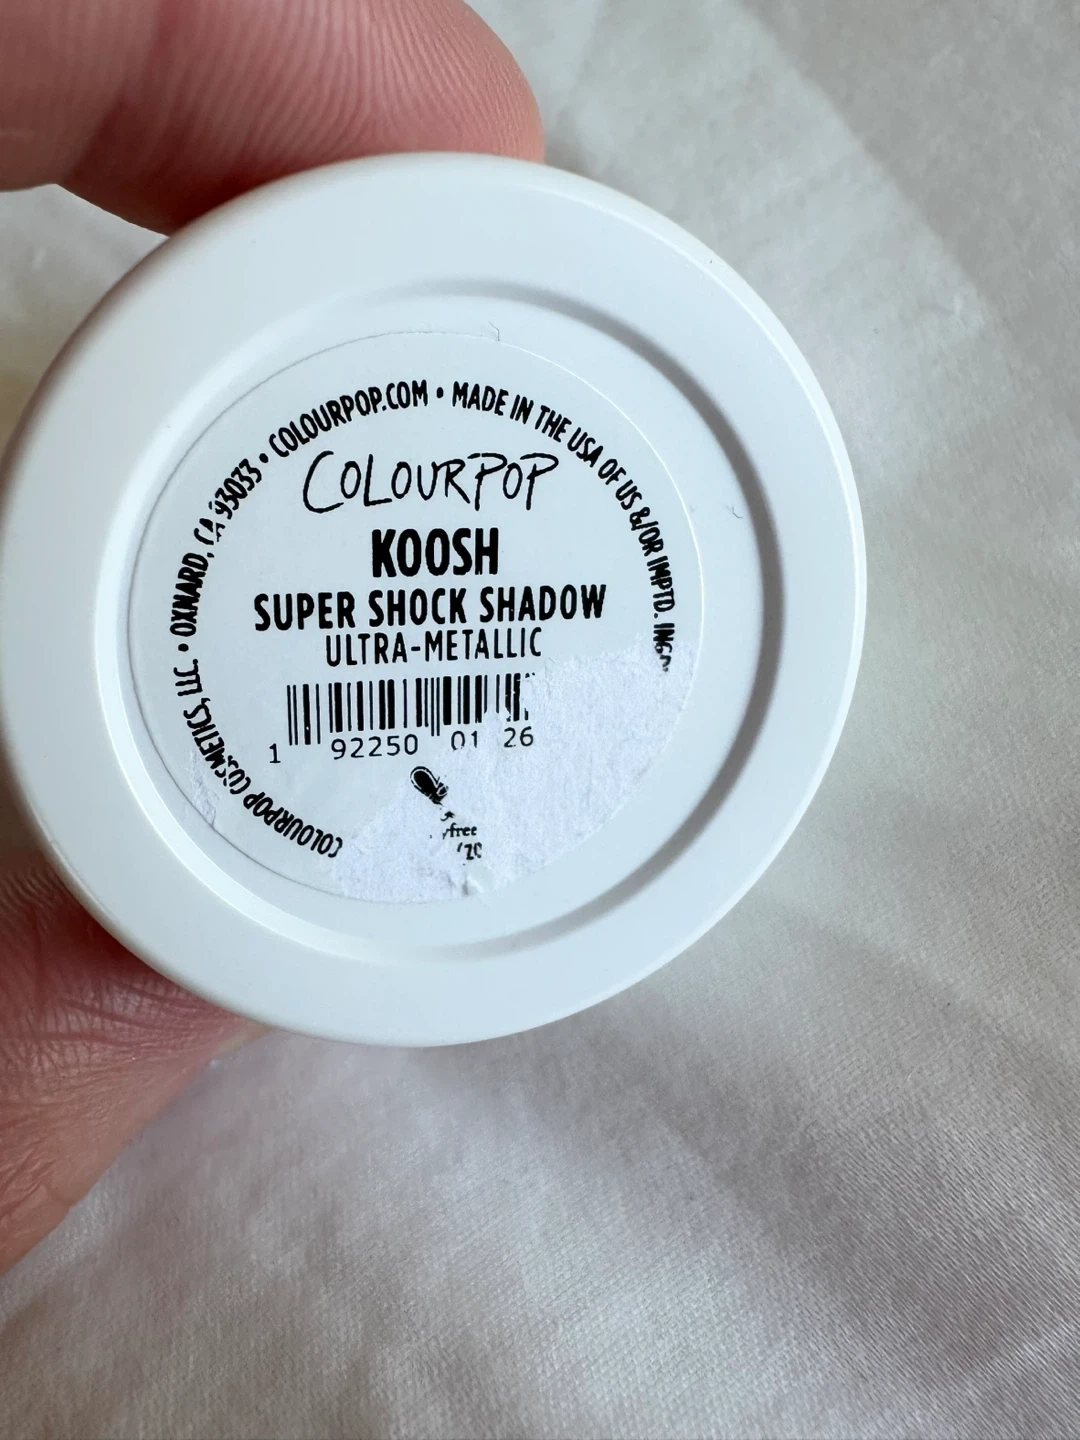 COLOURPOP COSMETICS, LLC • OXNARD, CA 93033 • COLOURPOP.COM • MADE IN THE USA OF US &/OR IMPTD.
COLOURPOP
KOOSH
SUPER SHOCK SHADOW
ULTRA-METALLIC
1 92250 01 26
free